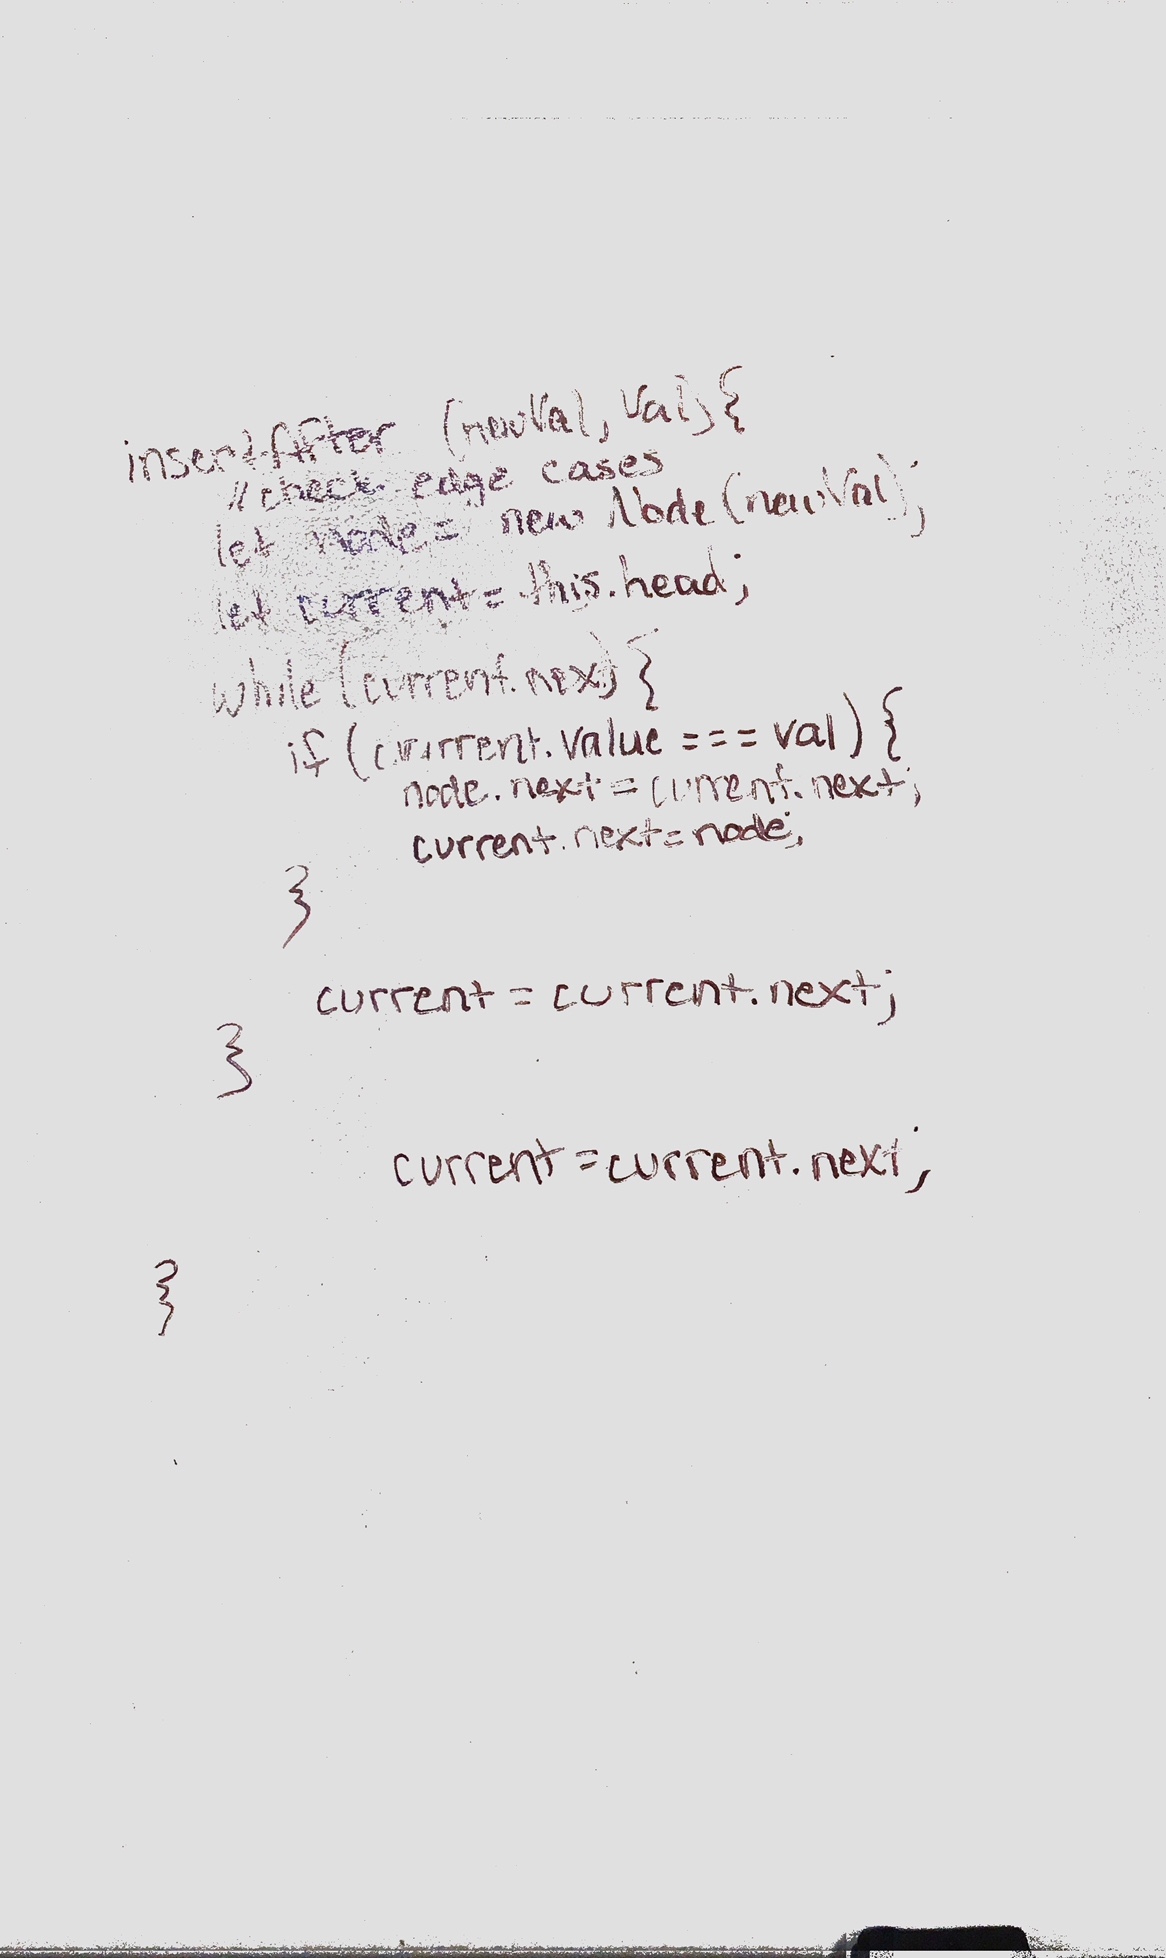 insertAfter (newVal, val) {
// check edge cases
let node = new Node (newVal);
let current = this.head;
while (current.next) {
if (current.value === val) {
node.next = current.next;
current.next = node;
}
current = current.next;
}
current = current.next;
}